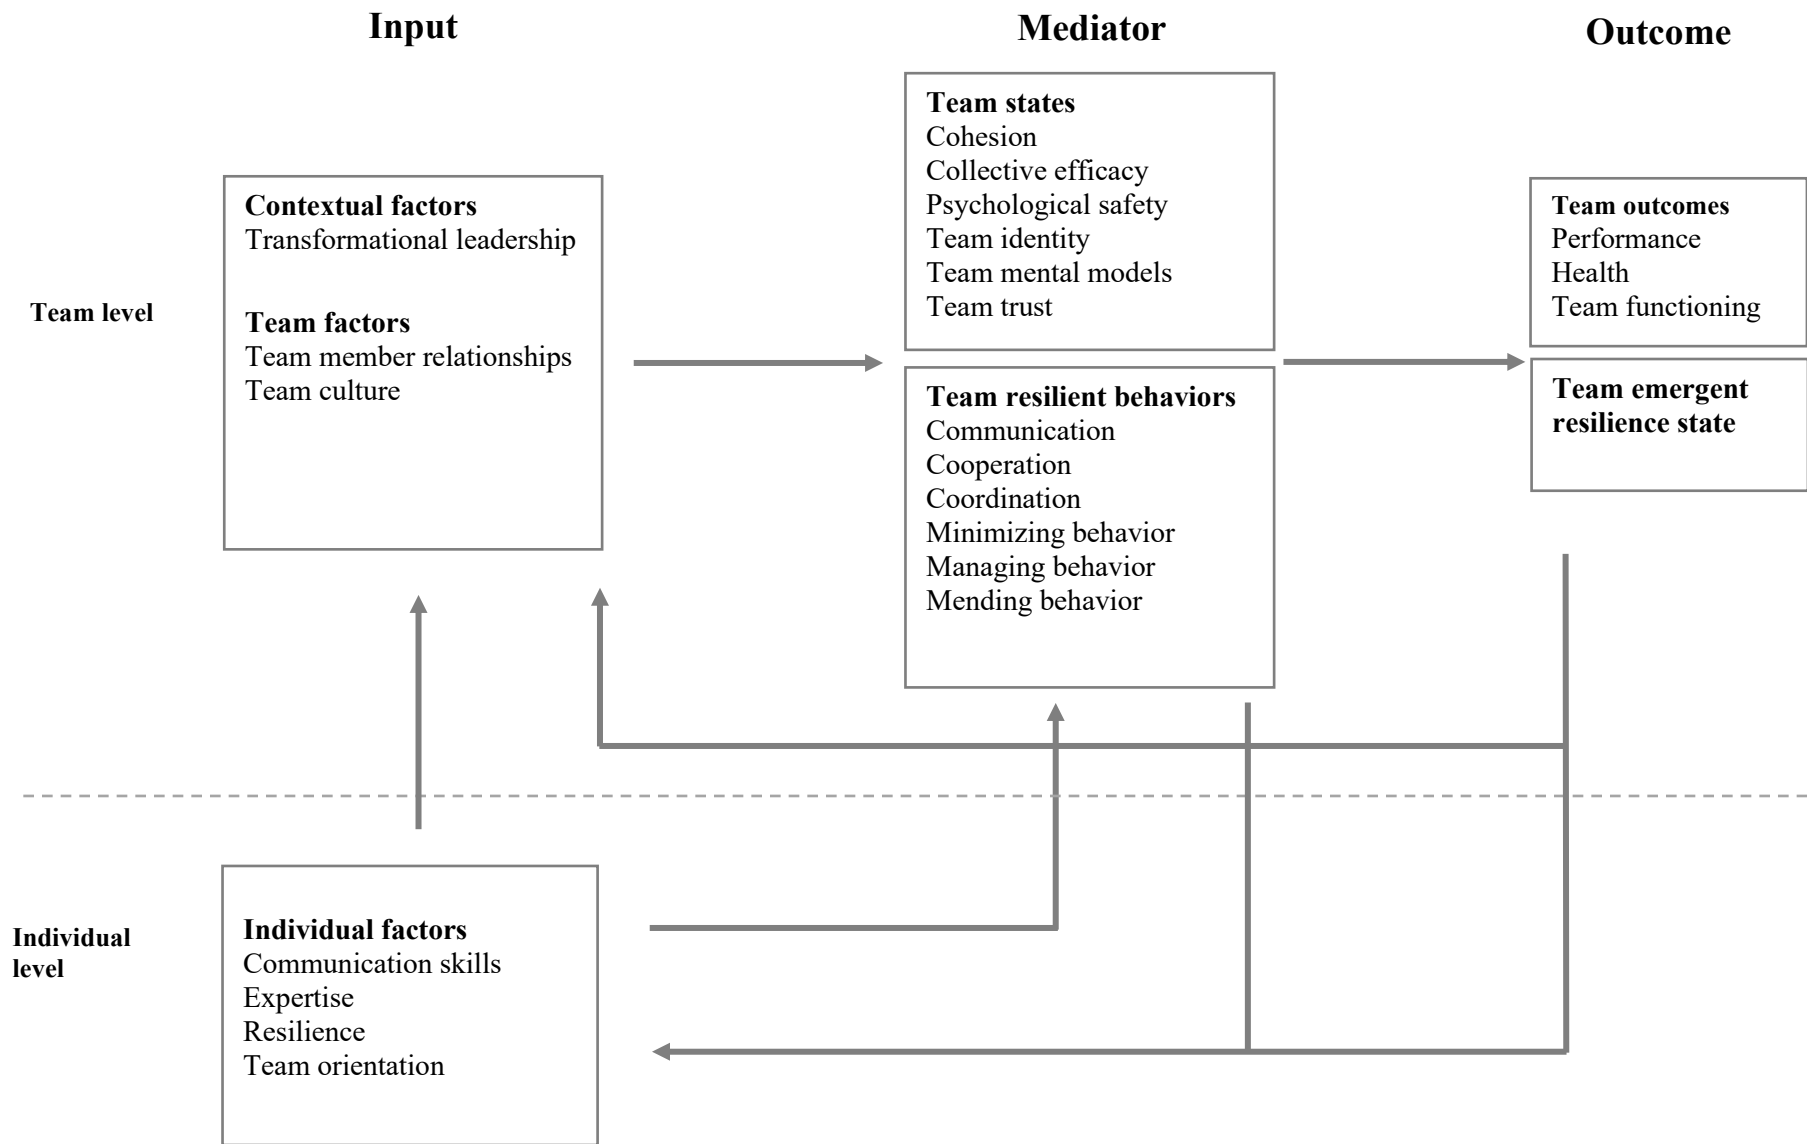 Input
Mediator
Outcome
Team level
Contextual factors
Transformational leadership
Team factors
Team member relationships
Team culture
Team states
Cohesion
Collective efficacy
Psychological safety
Team identity
Team mental models
Team trust
Team resilient behaviors
Communication
Cooperation
Coordination
Minimizing behavior
Managing behavior
Mending behavior
Team outcomes
Performance
Health
Team functioning
Team emergent
resilience state
Individual
level
Individual factors
Communication skills
Expertise
Resilience
Team orientation